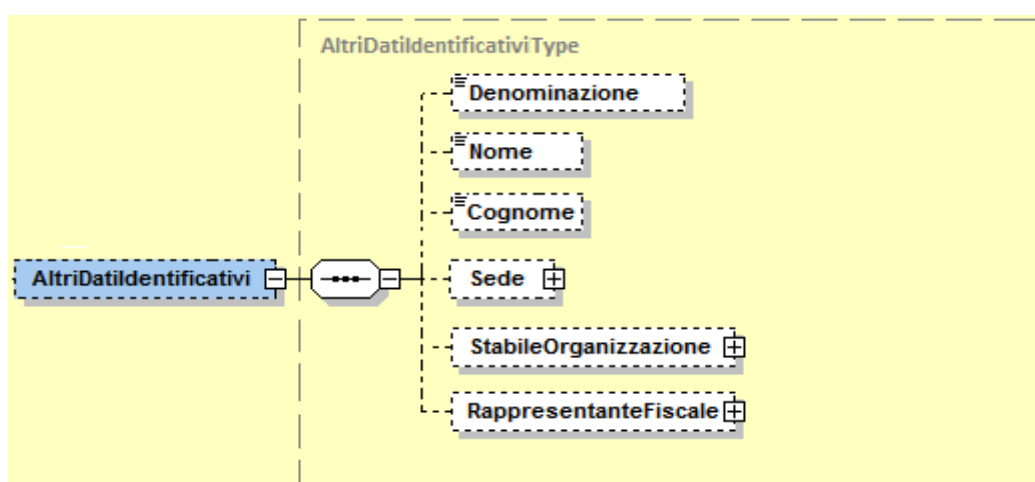 AltriDatiIdentificativiType
Denominazione
Nome
Cognome
AltriDatiIdentificativi
Sede
StabileOrganizzazione
RappresentanteFiscale